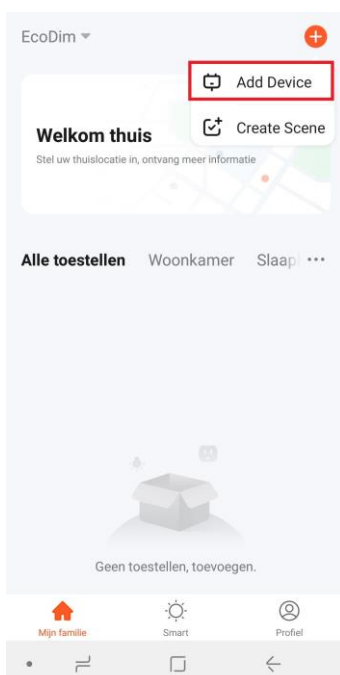 EcoDim
Add Device
Create Scene
Welkom thuis
Stel uw thuislocatie in, ontvang meer informatie
Alle toestellen Woonkamer Slaap
Geen toestellen, toevoegen.
Mijn familie Smart Profiel